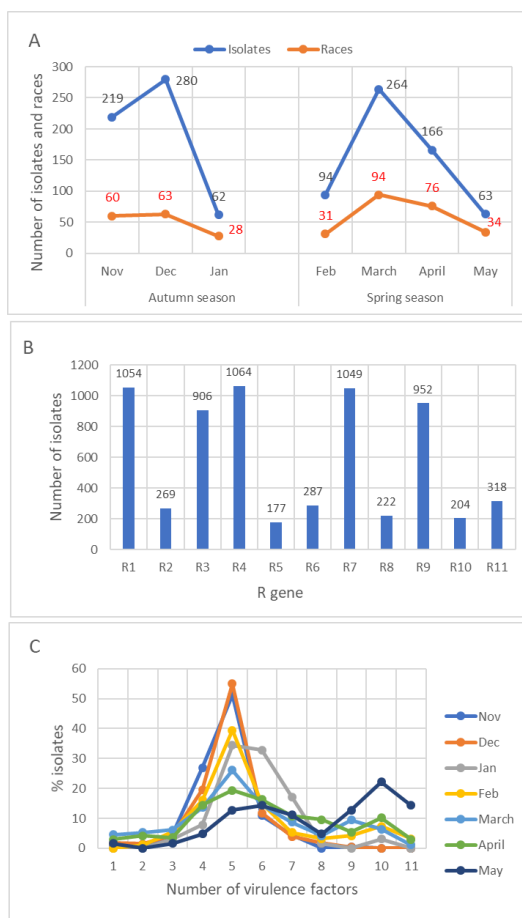 A
Isolates Races
Number of isolates and races
300
250
200
150
100
50
0
219
280
62
94
264
166
63
60
63
28
31
94
76
34
Nov Dec Jan Feb March April May
Autumn season Spring season
B
Number of isolates
1200
1000
800
600
400
200
0
1054
269
906
1064
177
287
1049
222
952
204
318
R1 R2 R3 R4 R5 R6 R7 R8 R9 R10 R11
R gene
C
% isolates
60
50
40
30
20
10
0
1 2 3 4 5 6 7 8 9 10 11
Number of virulence factors
Nov
Dec
Jan
Feb
March
April
May